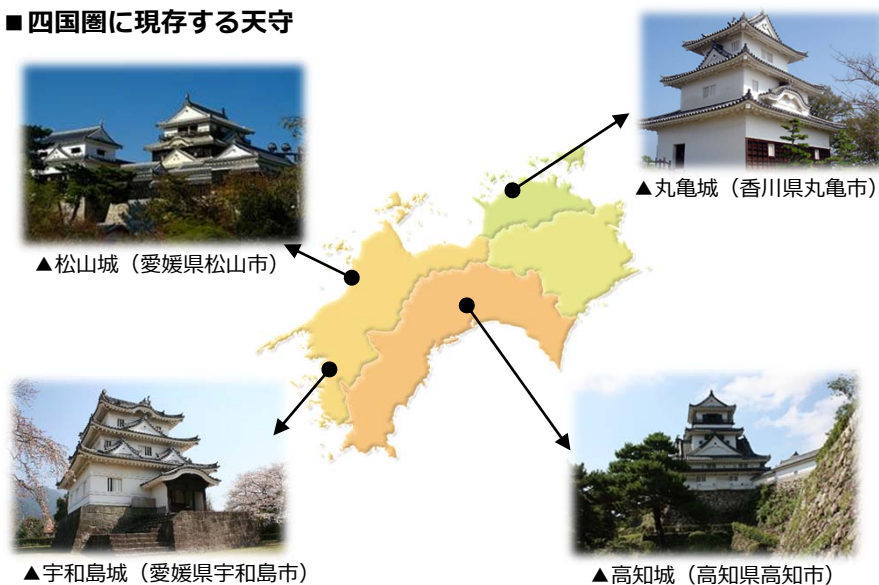 ■四国圏に現存する天守
▲丸亀城（香川県丸亀市）
▲松山城（愛媛県松山市）
▲宇和島城（愛媛県宇和島市）
▲高知城（高知県高知市）